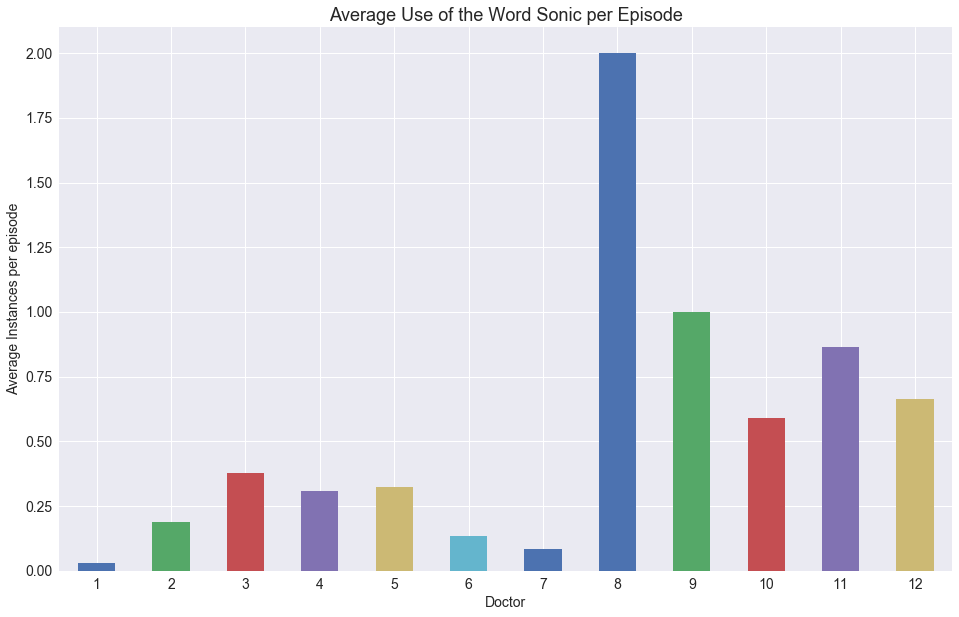 Average Use of the Word Sonic per Episode
Average Instances per episode
2.00
1.75
1.50
1.25
1.00
0.75
0.50
0.25
0.00
1 2 3 4 5 6 7 8 9 10 11 12
Doctor